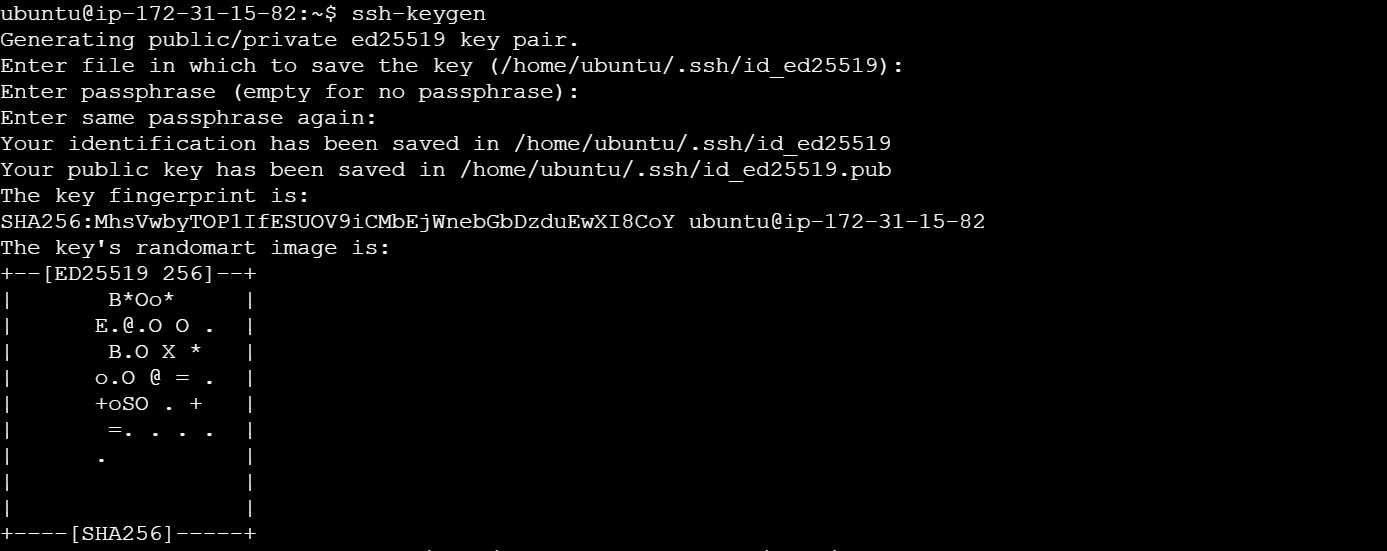 ubuntu@ip-172-31-15-82:~$ ssh-keygen
Generating public/private ed25519 key pair.
Enter file in which to save the key (/home/ubuntu/.ssh/id_ed25519):
Enter passphrase (empty for no passphrase):
Enter same passphrase again:
Your identification has been saved in /home/ubuntu/.ssh/id_ed25519
Your public key has been saved in /home/ubuntu/.ssh/id_ed25519.pub
The key fingerprint is:
SHA256:MhsVwbyTOP1IfESUOV9iCMbEjWnebGbDzduEwXI8CoY ubuntu@ip-172-31-15-82
The key's randomart image is:
+--[ED25519 256]--+
|       B*Oo*     |
|      E.@.O O .  |
|       B.O X *   |
|      o.O @ = .  |
|      +oSO . +   |
|       =. . . .  |
|      .          |
|                 |
|                 |
+----[SHA256]-----+